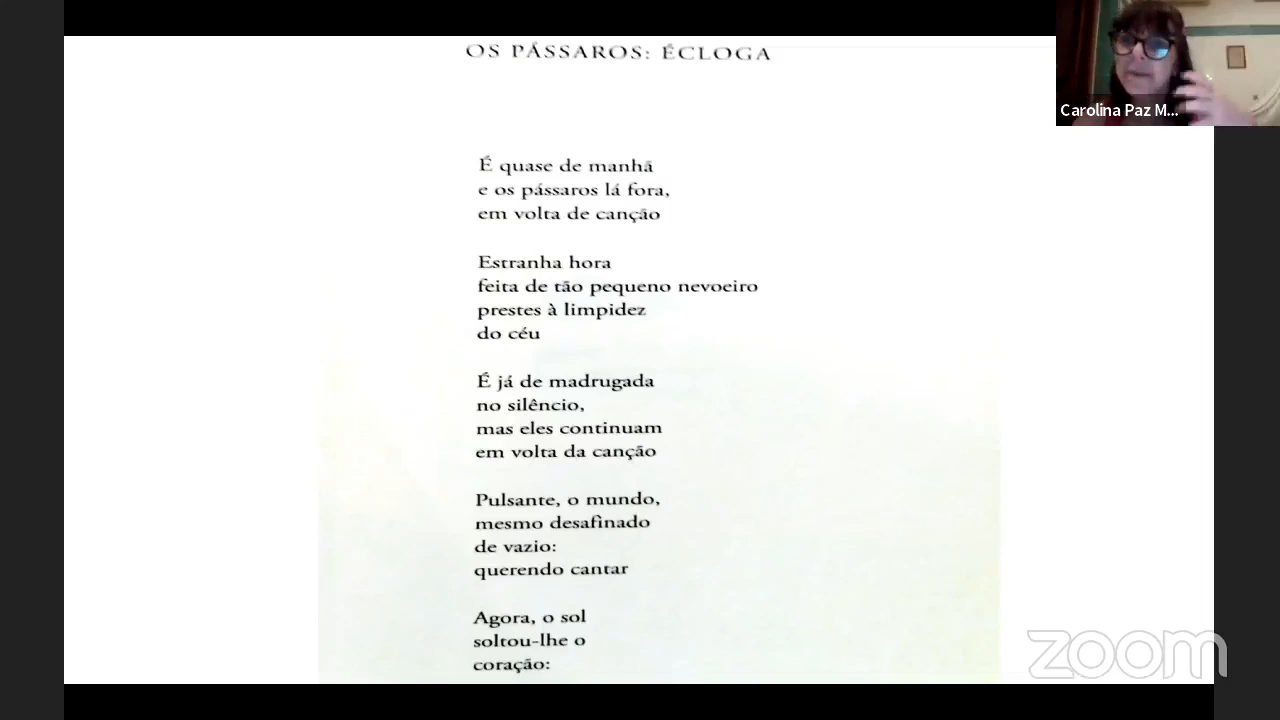 OS PÁSSAROS: ÉCLOGA
Carolina Paz M...
É quase de manhã
e os pássaros lá fora,
em volta de canção
Estranha hora
feita de tão pequeno nevoeiro
prestes à limpidez
do céu
É já de madrugada
no silêncio,
mas eles continuam
em volta da canção
Pulsante, o mundo,
mesmo desafinado
de vazio:
querendo cantar
Agora, o sol
soltou-lhe o
coração:
zoom